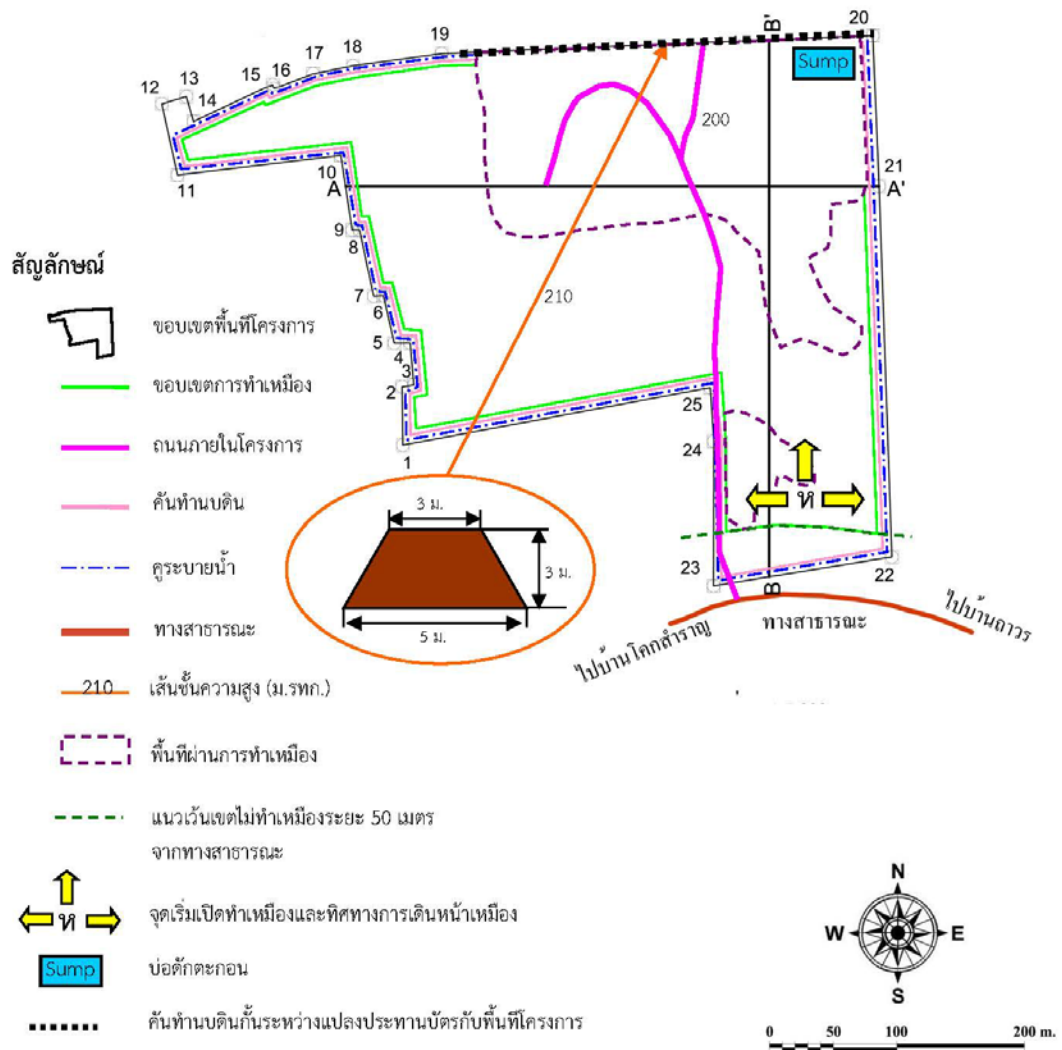 B'
20
19
18
17
16
15
13
12
14
Sump
200
21
10
11
A
A'
9
8
สัญลักษณ์
7
6
210
ขอบเขตพื้นที่โครงการ
5
4
3
2
ขอบเขตการทำเหมือง
25
24
1
ถนนภายในโครงการ
ห
3 ม.
คันทำนบดิน
3 ม.
คูระบายน้ำ
23
B
22
5 ม.
ทางสาธารณะ
ทางสาธารณะ
ไปบ้านถาวร
ไปบ้านโคกสำราญ
210
เส้นชั้นความสูง (ม.รทก.)
พื้นที่ผ่านการทำเหมือง
แนวเว้นเขตไม่ทำเหมืองระยะ 50 เมตร
จากทางสาธารณะ
ห
จุดเริ่มเปิดทำเหมืองและทิศทางการเดินหน้าเหมือง
N
W
E
S
Sump
บ่อดักตะกอน
คันทำนบดินกั้นระหว่างแปลงประทานบัตรกับพื้นที่โครงการ
0 50 100 200 m.